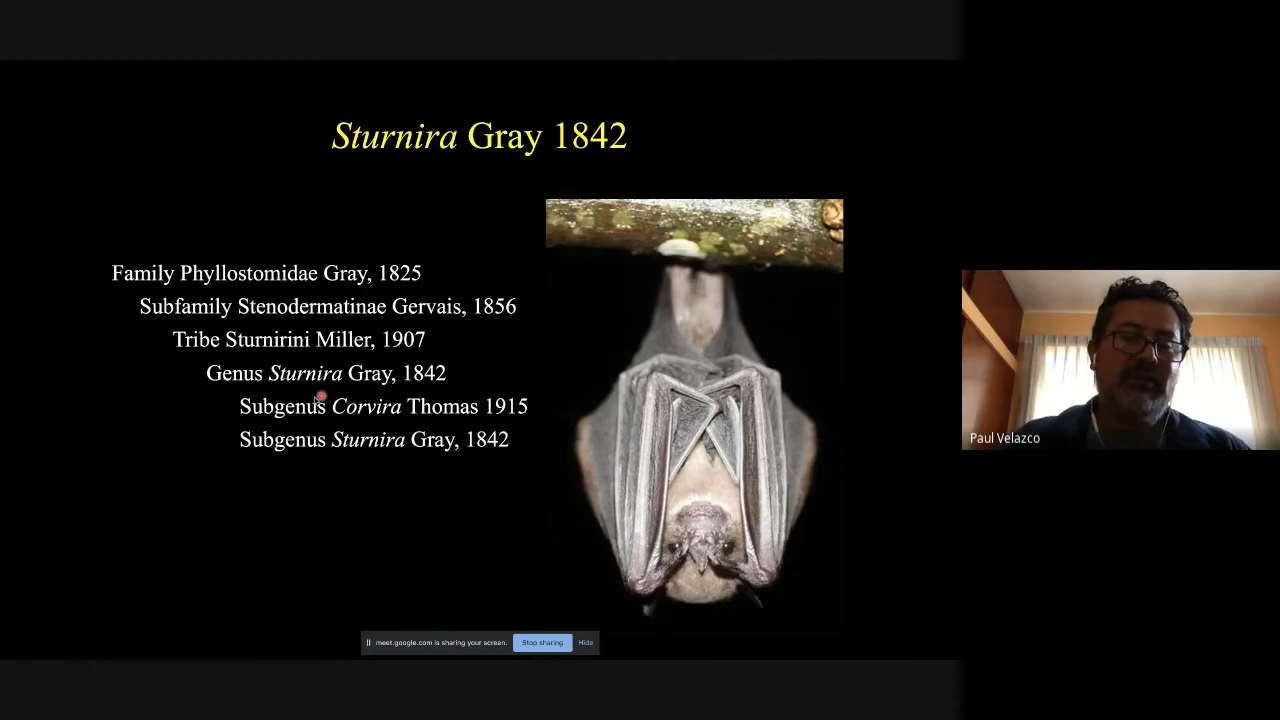 Sturnira Gray 1842
Family Phyllostomidae Gray, 1825
Subfamily Stenodermatinae Gervais, 1856
Tribe Sturnirini Miller, 1907
Genus Sturnira Gray, 1842
Subgenus Corvira Thomas 1915
Subgenus Sturnira Gray, 1842
Paul Velazco
meet.google.com is sharing your screen. Stop sharing Hide